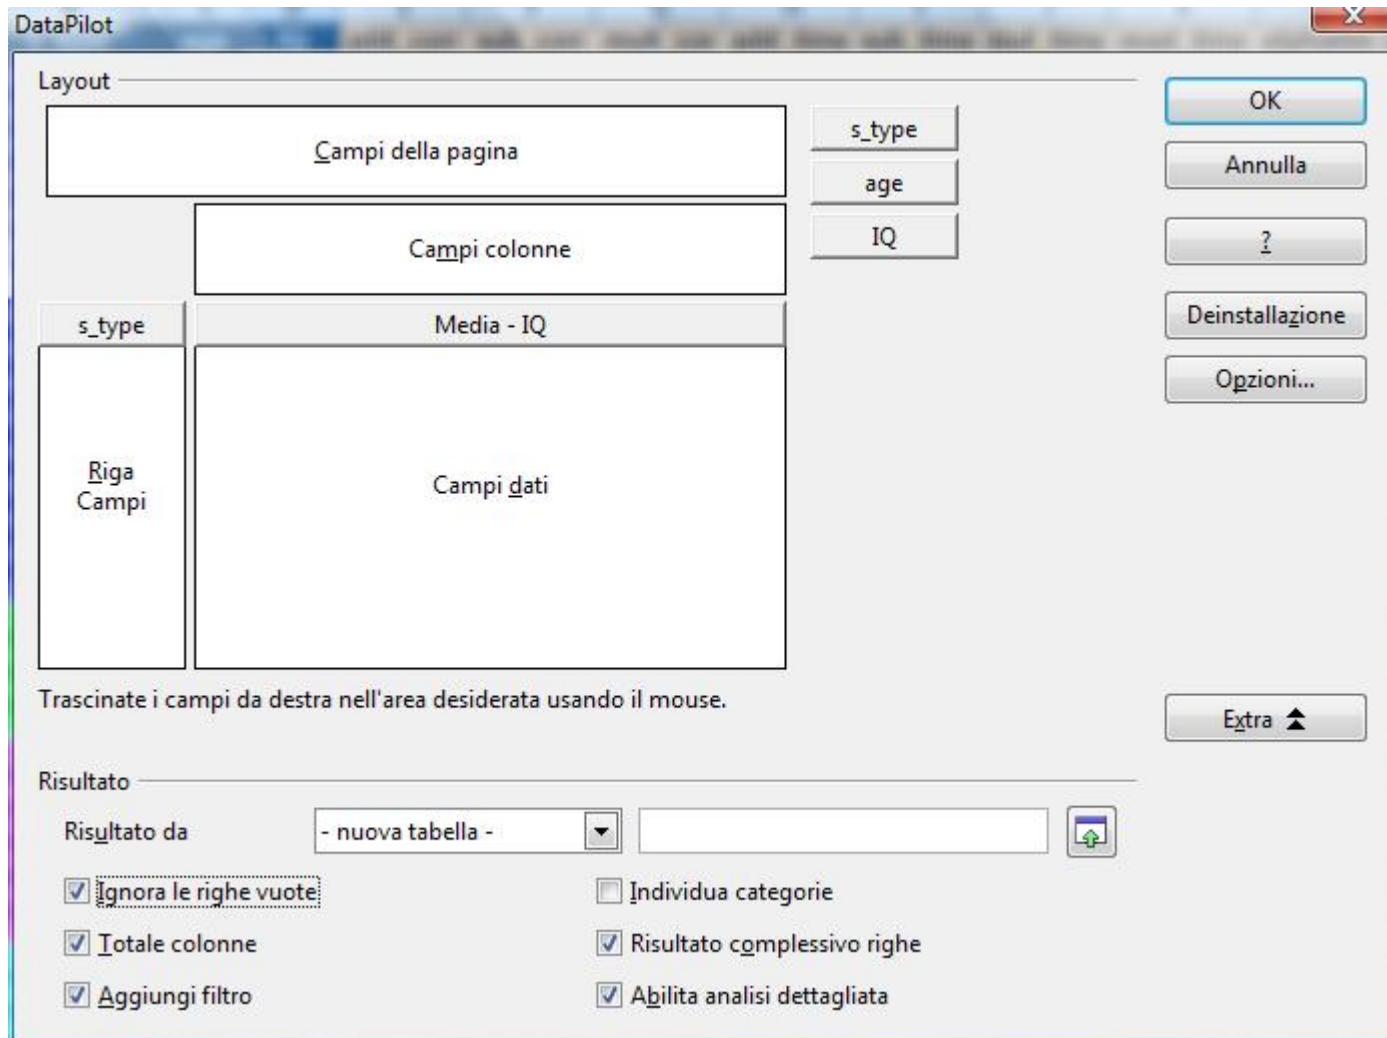 DataPilot
Layout
Campi della pagina
s_type
OK
age
Annulla
Campi colonne
IQ
?
s_type
Media - IQ
Deinstallazione
Opzioni...
Riga
Campi
Campi dati
Trascinate i campi da destra nell'area desiderata usando il mouse.
Extra
Risultato
Risultato da
- nuova tabella -
Ignora le righe vuote
Individua categorie
Totale colonne
Risultato complessivo righe
Aggiungi filtro
Abilita analisi dettagliata